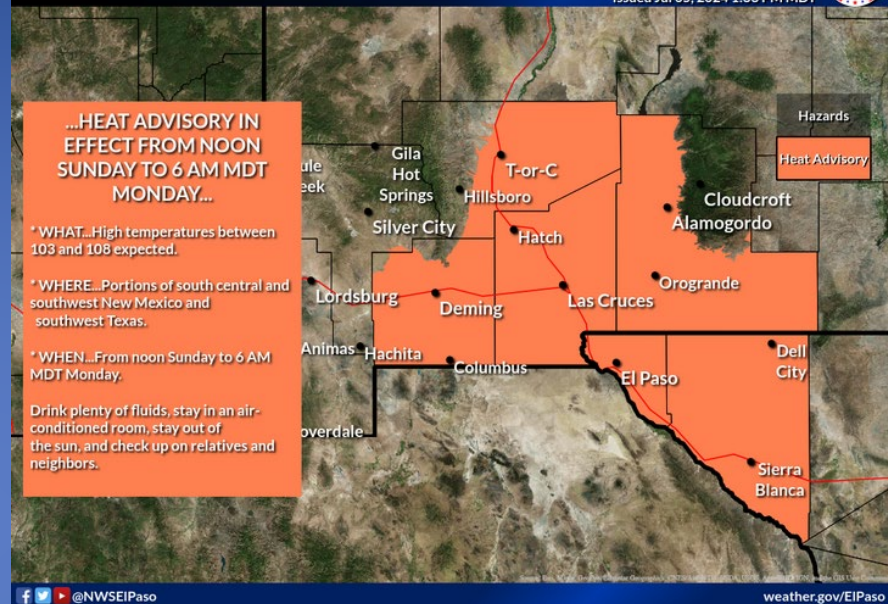 ...HEAT ADVISORY IN
EFFECT FROM NOON
SUNDAY TO 6 AM MDT
MONDAY...
* WHAT...High temperatures between
103 and 108 expected.
* WHERE...Portions of south central and
southwest New Mexico and
southwest Texas.
* WHEN...From noon Sunday to 6 AM
MDT Monday.
Drink plenty of fluids, stay in an air-
conditioned room, stay out of
the sun, and check up on relatives and
neighbors.
Hazards
Heat Advisory
Gila
Hot
Springs
T-or-C
Hillsboro
Silver City
Cloudcroft
Alamogordo
Hatch
Orogrande
Lordsburg
Deming
Las Cruces
Animas
Hachita
Columbus
El Paso
Dell
City
Sierra
Blanca
@NWSElPaso
weather.gov/ElPaso